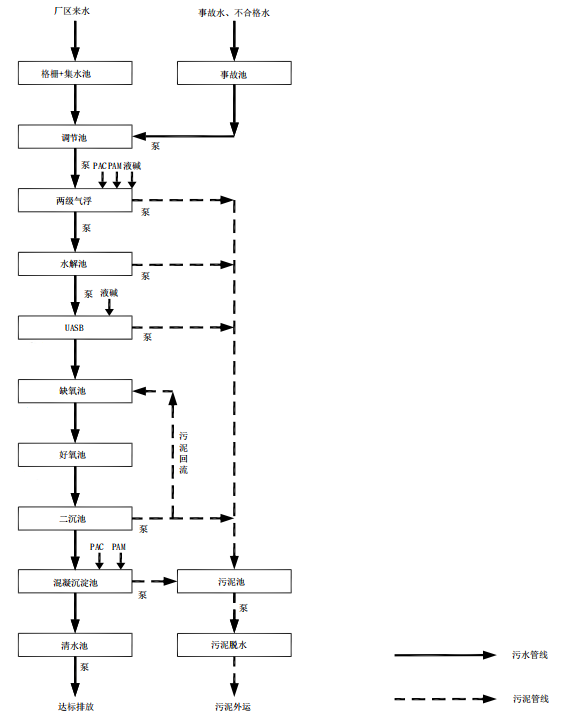 厂区来水
事故水、不合格水
格栅+集水池
事故池
调节池
泵
泵
PAC
PAM
液碱
两级气浮
泵
泵
水解池
泵
泵
液碱
UASB
泵
缺氧池
污泥回流
好氧池
二沉池
泵
PAC
PAM
混凝沉淀池
泵
污泥池
泵
清水池
污泥脱水
泵
污水管线
达标排放
污泥外运
污泥管线